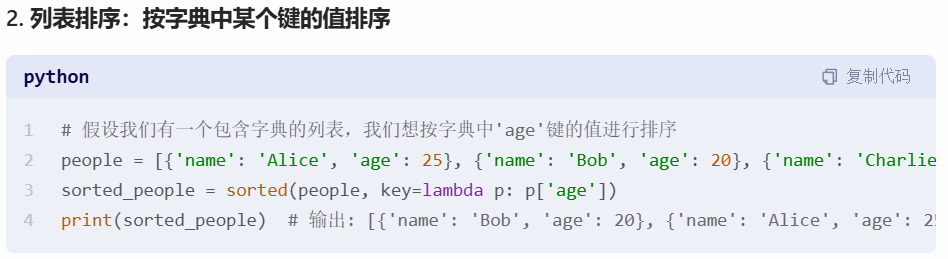 2. 列表排序：按字典中某个键的值排序
python 复制代码
1 # 假设我们有一个包含字典的列表，我们想按字典中'age'键的值进行排序
2 people = [{'name': 'Alice', 'age': 25}, {'name': 'Bob', 'age': 20}, {'name': 'Charlie
3 sorted_people = sorted(people, key=lambda p: p['age'])
4 print(sorted_people)  # 输出: [{'name': 'Bob', 'age': 20}, {'name': 'Alice', 'age': 25